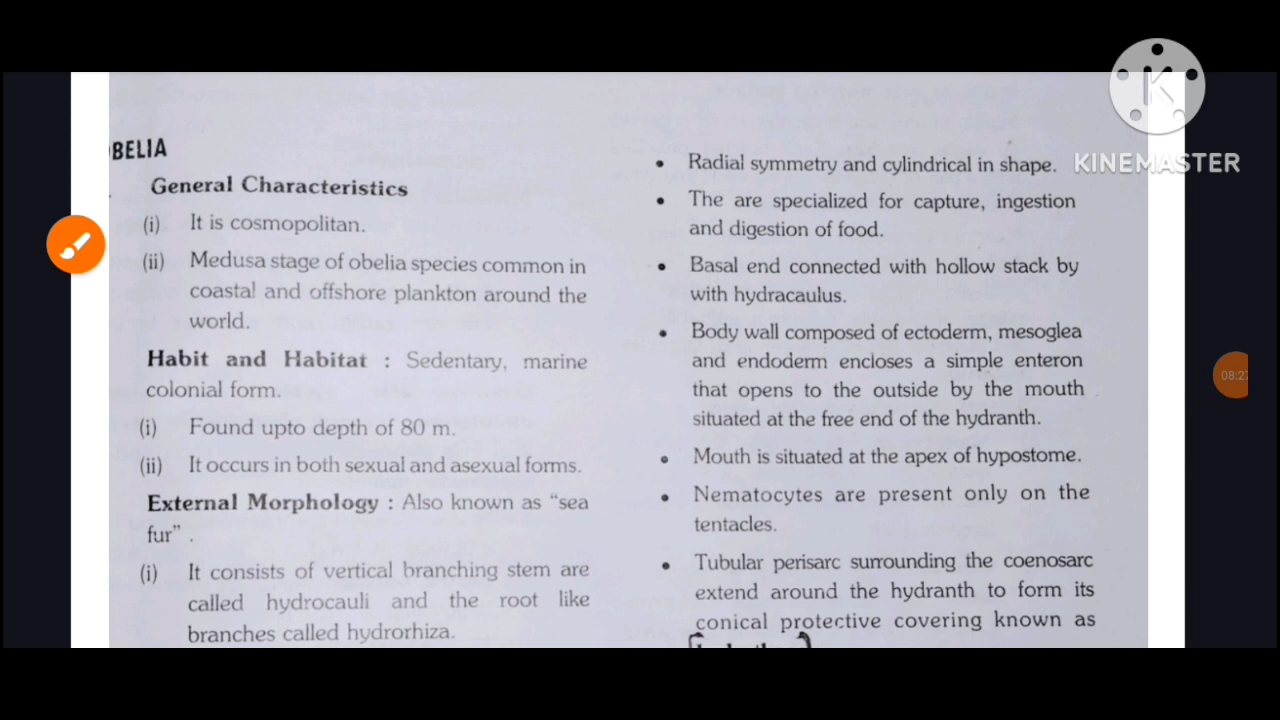 OBELIA
General Characteristics
(i) It is cosmopolitan.
(ii) Medusa stage of obelia species common in
coastal and offshore plankton around the
world.
Habit and Habitat : Sedentary, marine
colonial form.
(i) Found upto depth of 80 m.
(ii) It occurs in both sexual and asexual forms.
External Morphology : Also known as “sea
fur” .
(i) It consists of vertical branching stem are
called hydrocauli and the root like
branches called hydrorhiza.
• Radial symmetry and cylindrical in shape.
• The are specialized for capture, ingestion
and digestion of food.
• Basal end connected with hollow stack by
with hydracaulus.
• Body wall composed of ectoderm, mesoglea
and endoderm encloses a simple enteron
that opens to the outside by the mouth
situated at the free end of the hydranth.
• Mouth is situated at the apex of hypostome.
• Nematocytes are present only on the
tentacles.
• Tubular perisarc surrounding the coenosarc
extend around the hydranth to form its
conical protective covering known as
KINEMASTER
08:27